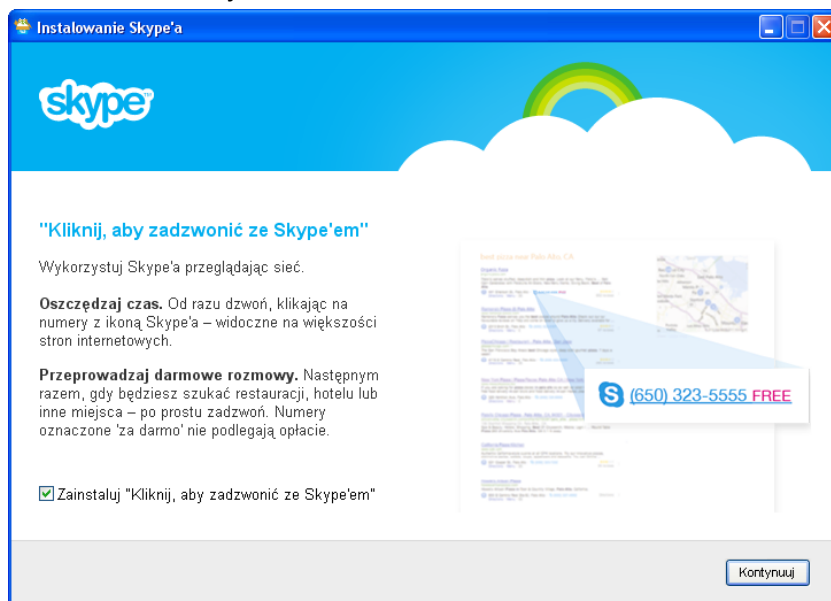 Instalowanie Skype'a
skype™
"Kliknij, aby zadzwonić ze Skype'em"
Wykorzystuj Skype'a przeglądając sieć.
Oszczędzaj czas. Od razu dzwoń, klikając na
numery z ikoną Skype'a – widoczne na większości
stron internetowych.
Przeprowadzaj darmowe rozmowy. Następnym
razem, gdy będziesz szukać restauracji, hotelu lub
inne miejsca – po prostu zadzwoń. Numery
oznaczone 'za darmo' nie podlegają opłacie.
Zainstaluj "Kliknij, aby zadzwonić ze Skype'em"
(650) 323-5555 FREE
Kontynuuj